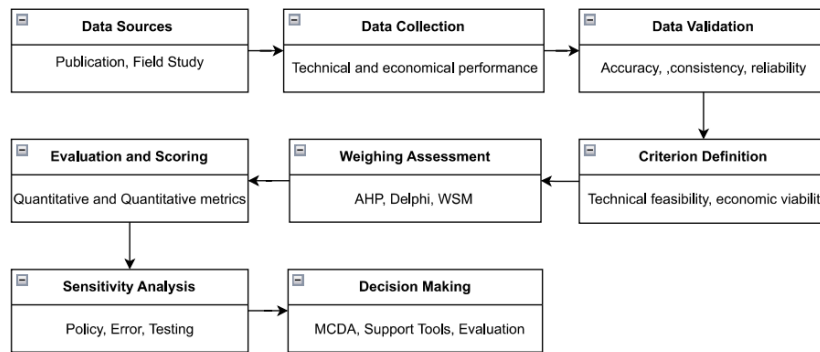 Data Sources
Publication, Field Study
Data Collection
Technical and economical performance
Data Validation
Accuracy, ,consistency, reliability
Criterion Definition
Technical feasibility, economic viabilit
Weighing Assessment
AHP, Delphi, WSM
Evaluation and Scoring
Quantitative and Quantitative metrics
Sensitivity Analysis
Policy, Error, Testing
Decision Making
MCDA, Support Tools, Evaluation